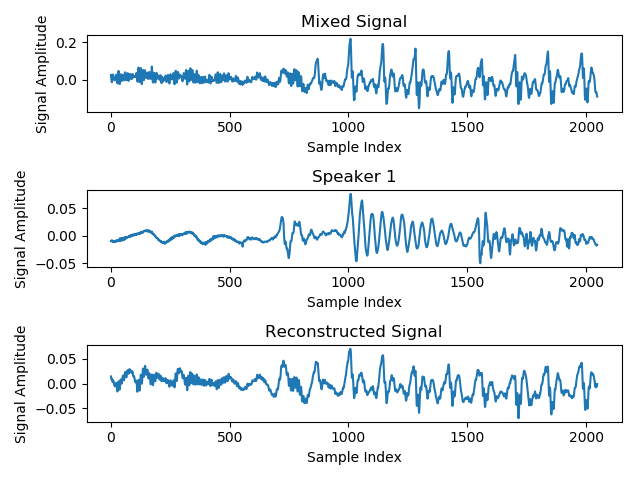 Mixed Signal
Signal Amplitude
0.2
0.0
0 500 1000 1500 2000
Sample Index
Speaker 1
Signal Amplitude
0.05
0.00
−0.05
0 500 1000 1500 2000
Sample Index
Reconstructed Signal
Signal Amplitude
0.05
0.00
−0.05
0 500 1000 1500 2000
Sample Index